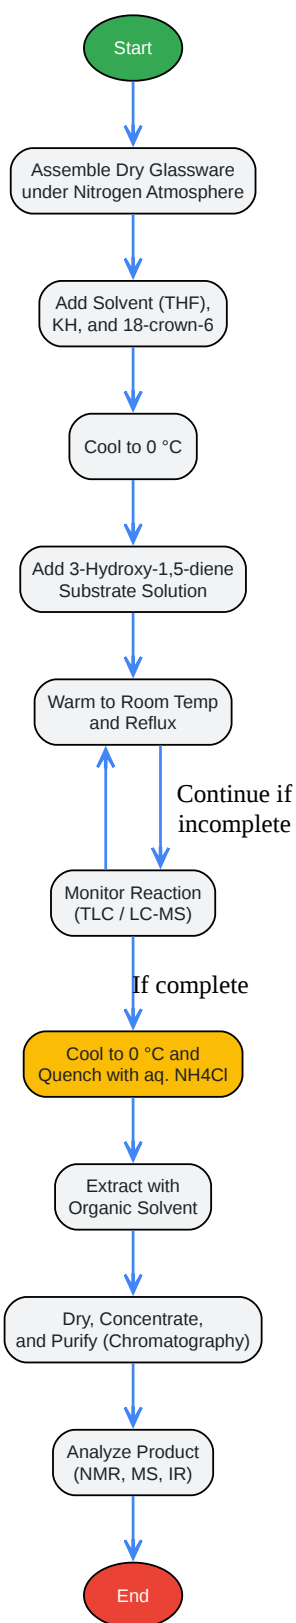 Start
Assemble Dry Glassware
under Nitrogen Atmosphere
Add Solvent (THF),
KH, and 18-crown-6
Cool to 0 °C
Add 3-Hydroxy-1,5-diene
Substrate Solution
Warm to Room Temp
and Reflux
Continue if
incomplete
Monitor Reaction
(TLC / LC-MS)
If complete
Cool to 0 °C and
Quench with aq. NH4Cl
Extract with
Organic Solvent
Dry, Concentrate,
and Purify (Chromatography)
Analyze Product
(NMR, MS, IR)
End